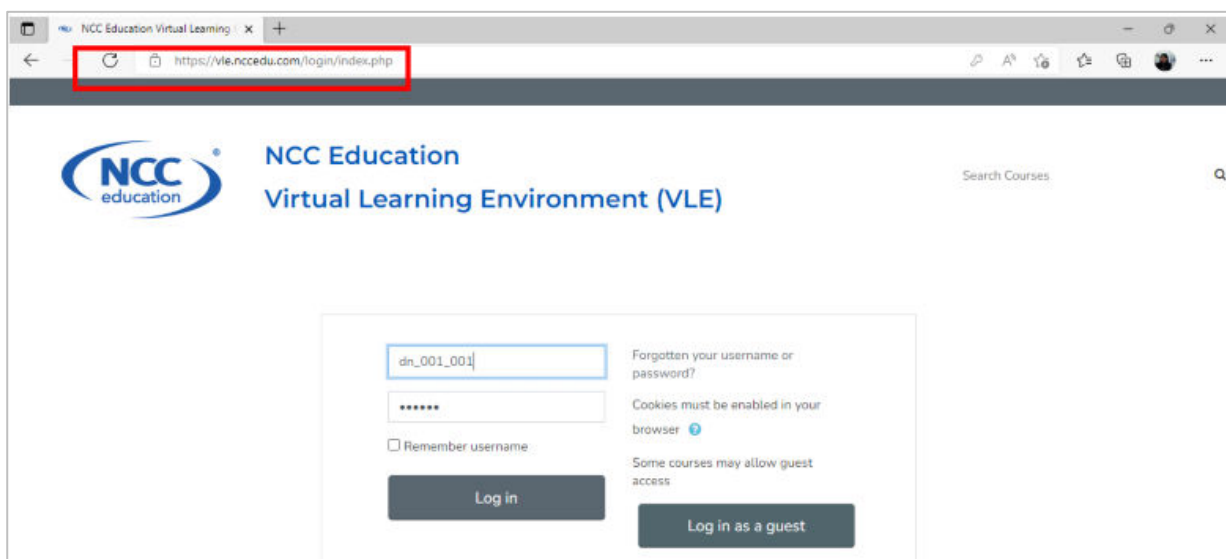 NCC Education Virtual Learning
https://vle.nccedu.com/login/index.php
NCC
education
®
NCC Education
Virtual Learning Environment (VLE)
Search Courses
dn_001_001
••••••
Remember username
Log in
Forgotten your username or
password?
Cookies must be enabled in your
browser ?
Some courses may allow guest
access
Log in as a guest